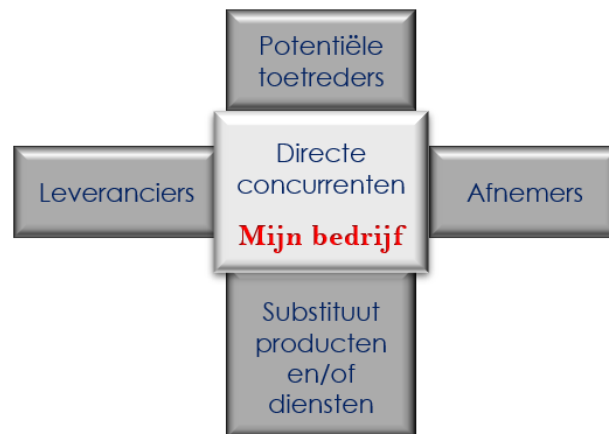 Potentiële
toetreders
Leveranciers
Directe
concurrenten
Mijn bedrijf
Afnemers
Substituut
producten
en/of
diensten